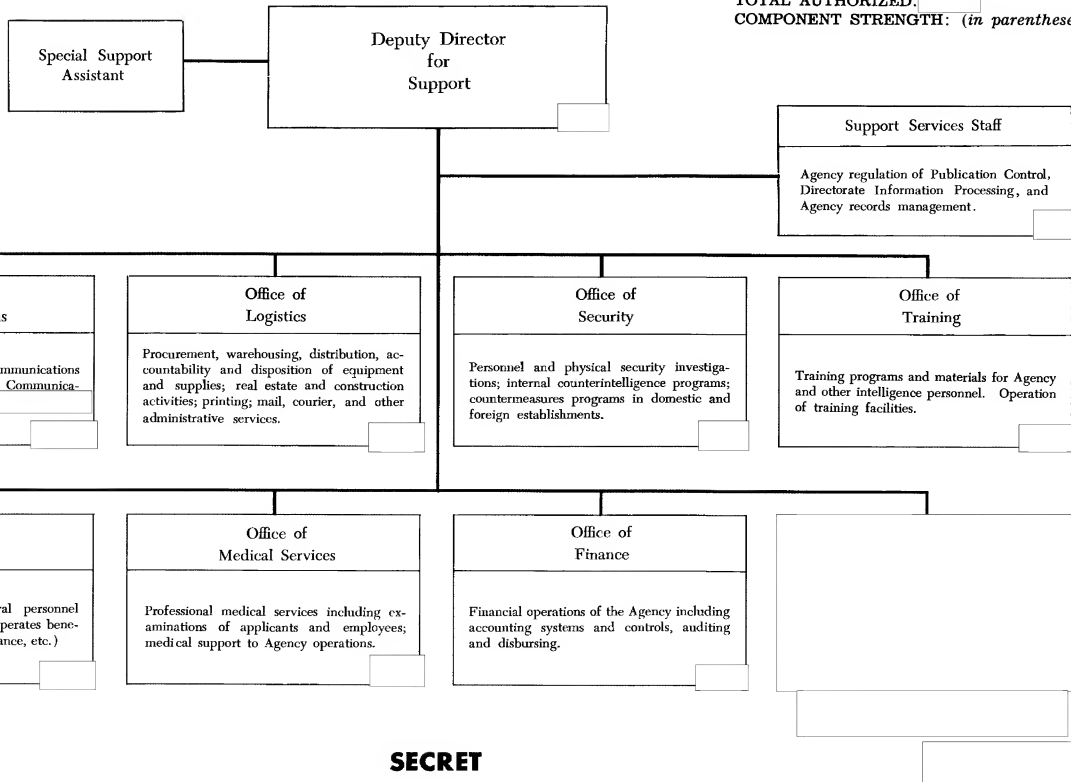 TOTAL AUTHORIZED:
COMPONENT STRENGTH: (in parenthese
Special Support
Assistant
Deputy Director
for
Support
Support Services Staff
Agency regulation of Publication Control,
Directorate Information Processing, and
Agency records management.
s
mmunications
Communica-
Office of
Logistics
Procurement, warehousing, distribution, ac-
countability and disposition of equipment
and supplies; real estate and construction
activities; printing; mail, courier, and other
administrative services.
Office of
Security
Personnel and physical security investiga-
tions; internal counterintelligence programs;
countermeasures programs in domestic and
foreign establishments.
Office of
Training
Training programs and materials for Agency
and other intelligence personnel. Operation
of training facilities.
al personnel
perates bene-
ance, etc.)
Office of
Medical Services
Professional medical services including ex-
aminations of applicants and employees;
medical support to Agency operations.
Office of
Finance
Financial operations of the Agency including
accounting systems and controls, auditing
and disbursing.
SECRET